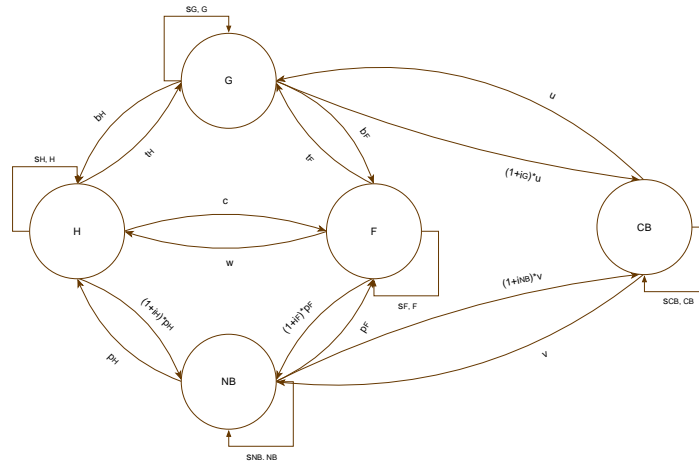 SG, G
G
u
bH
bF
tH
tF
(1+iG)*u
SH, H
c
H
F
CB
w
(1+iNB)*v
SCB, CB
SF, F
(1+iH)*pH
(1+iF)*pF
pF
pH
v
NB
SNB, NB